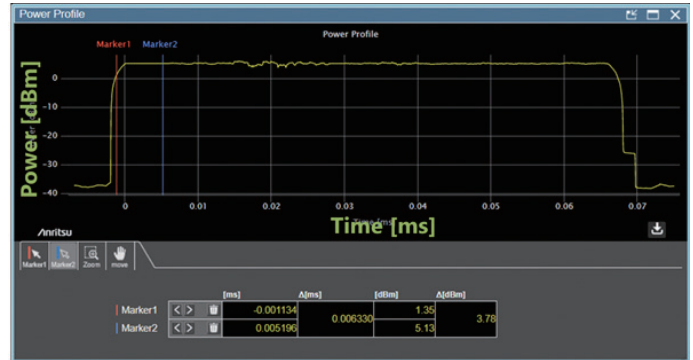 Power Profile
Power Profile
Marker1 Marker2
Power [dBm]
0
-10
-20
-30
-40
0 0.01 0.02 0.03 0.04 0.05 0.06 0.07
Time [ms]
Anritsu
Marker1 Marker2 Zoom move
[ms] Δ[ms] [dBm] Δ[dBm]
Marker1 < > -0.001134 0.006330 1.35 3.78
Marker2 < > 0.005196 5.13